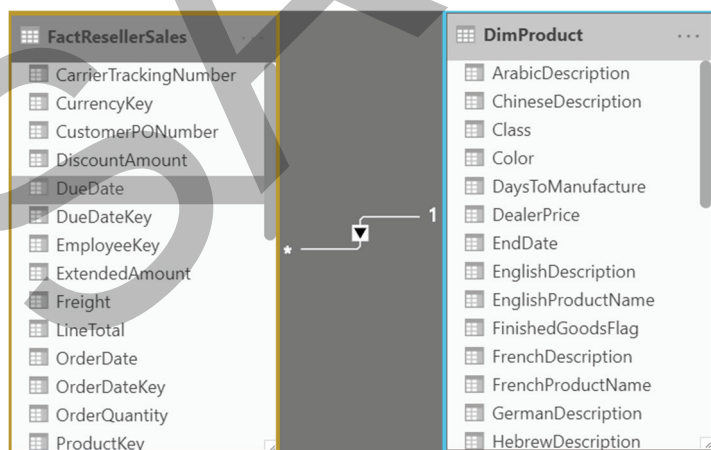 FactResellerSales
CarrierTrackingNumber
CurrencyKey
CustomerPONumber
DiscountAmount
DueDate
DueDateKey
EmployeeKey
ExtendedAmount
Freight
LineTotal
OrderDate
OrderDateKey
OrderQuantity
ProductKey
*
1
DimProduct
ArabicDescription
ChineseDescription
Class
Color
DaysToManufacture
DealerPrice
EndDate
EnglishDescription
EnglishProductName
FinishedGoodsFlag
FrenchDescription
FrenchProductName
GermanDescription
HebrewDescription